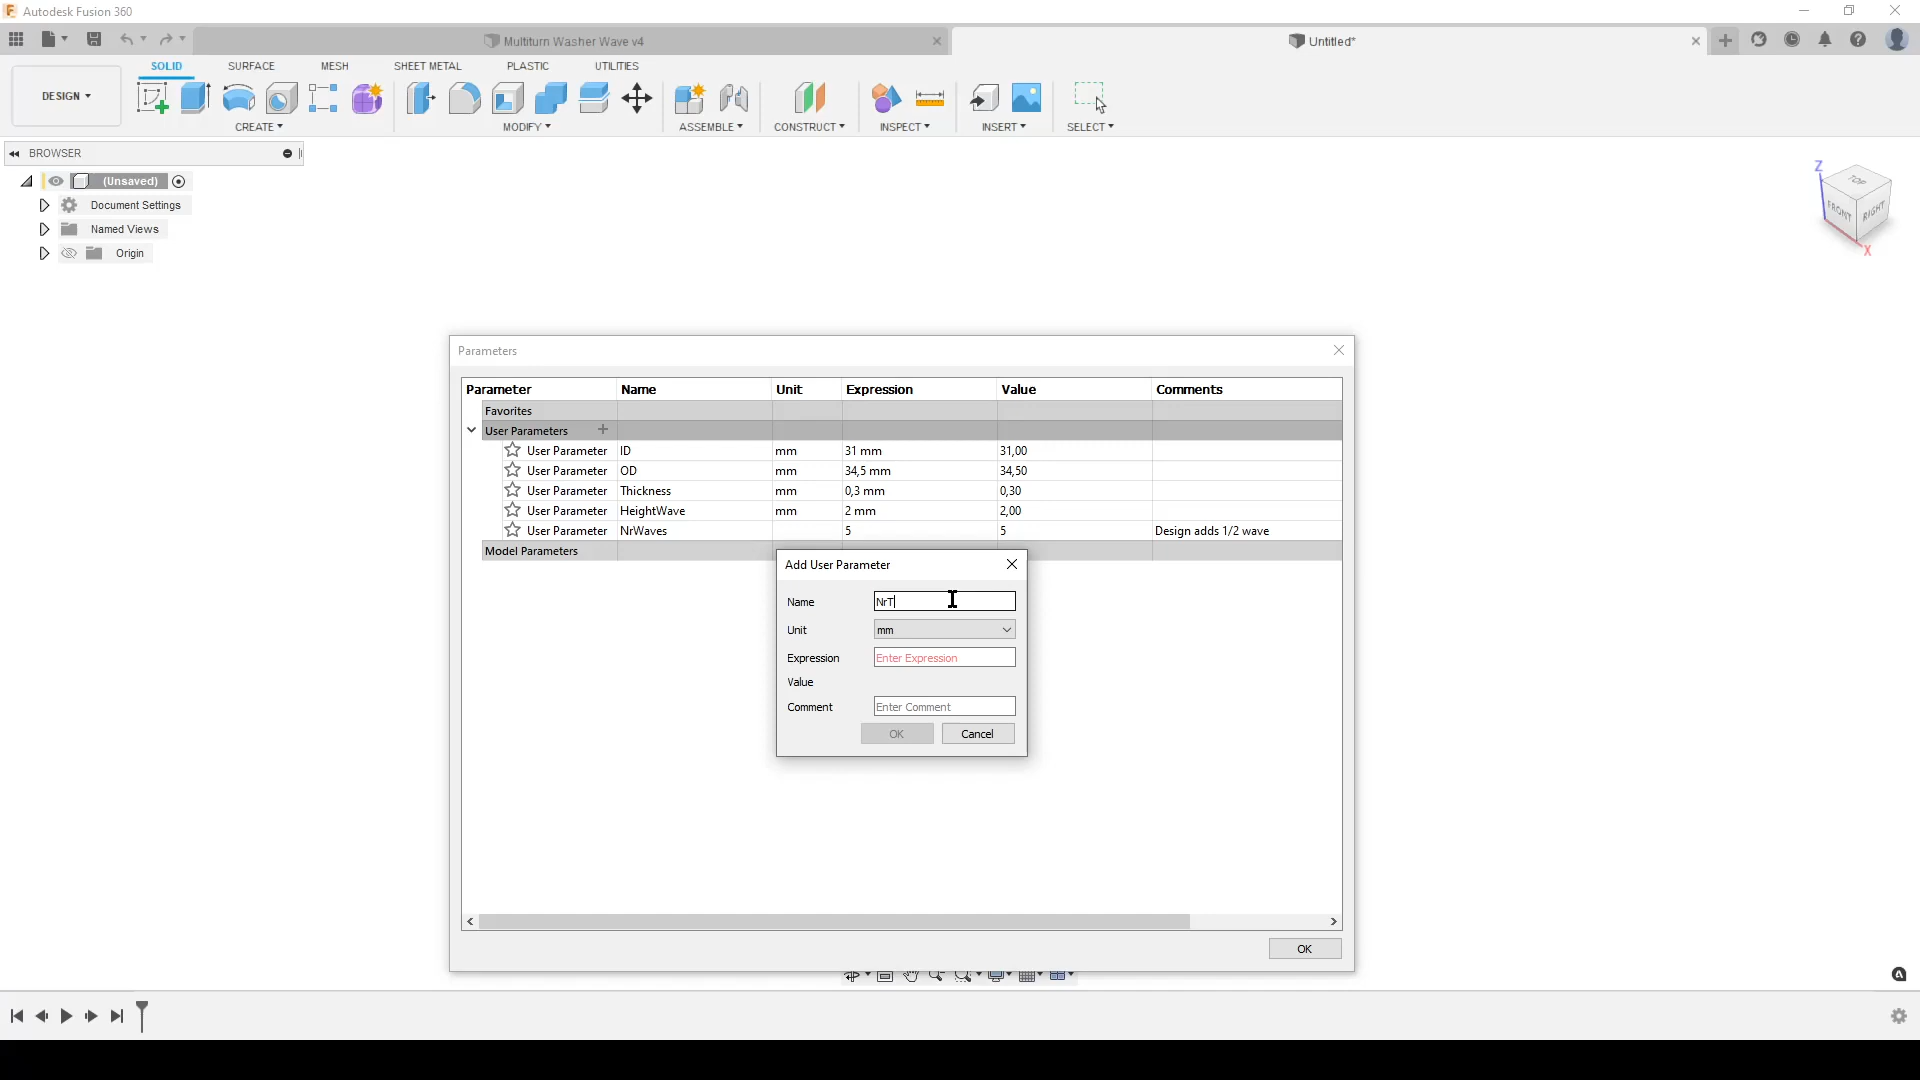 Autodesk Fusion 360
Multiturn Washer Wave v4
Untitled*
SOLID SURFACE MESH SHEET METAL PLASTIC UTILITIES
DESIGN
CREATE MODIFY ASSEMBLE CONSTRUCT INSPECT INSERT SELECT
BROWSER
(Unsaved)
Document Settings
Named Views
Origin
Z
TOP
FRONT
RIGHT
X
Parameters
Parameter Name Unit Expression Value Comments
Favorites
User Parameters
User Parameter ID mm 31 mm 31,00
User Parameter OD mm 34,5 mm 34,50
User Parameter Thickness mm 0,3 mm 0,30
User Parameter HeightWave mm 2 mm 2,00
User Parameter NrWaves 5 5 Design adds 1/2 wave
Model Parameters
Add User Parameter
Name NrT
Unit mm
Expression Enter Expression
Value
Comment Enter Comment
OK Cancel
OK